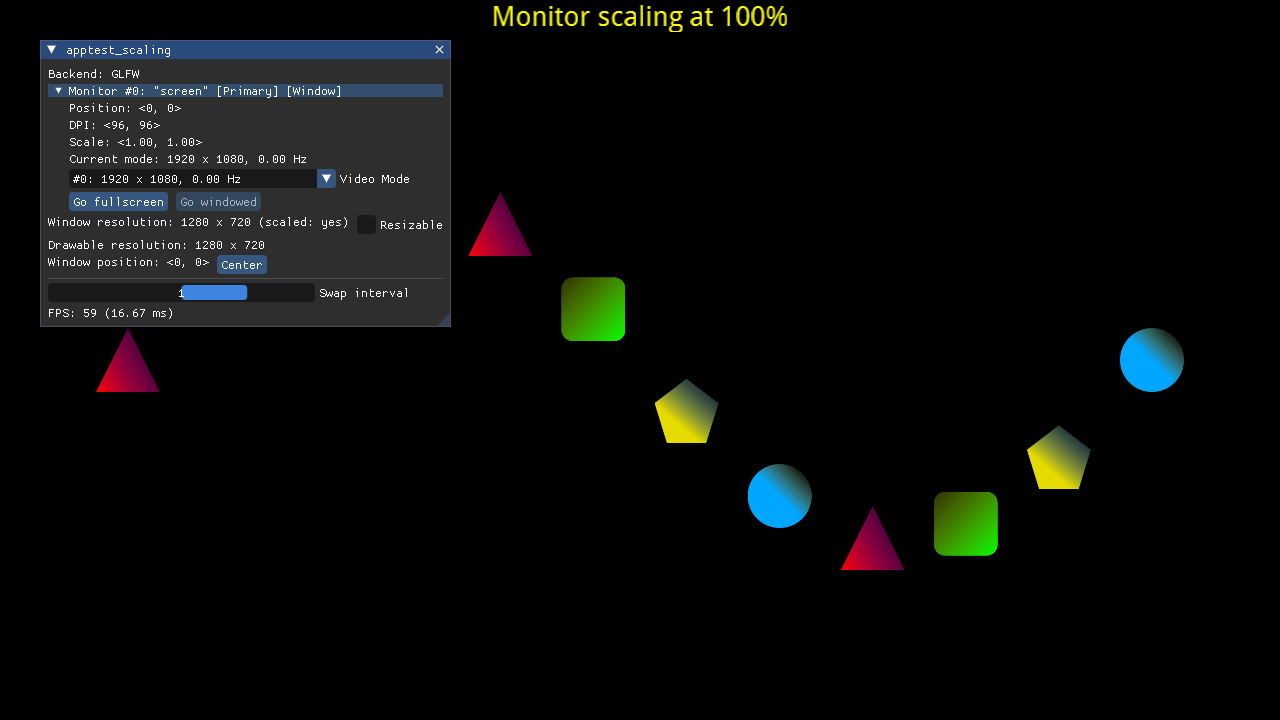 Monitor scaling at 100%
apptest_scaling
Backend: GLFW
Monitor #0: "screen" [Primary] [Window]
Position: <0, 0>
DPI: <96, 96>
Scale: <1.00, 1.00>
Current mode: 1920 x 1080, 0.00 Hz
#0: 1920 x 1080, 0.00 Hz Video Mode
Go fullscreen Go windowed
Window resolution: 1280 x 720 (scaled: yes) Resizable
Drawable resolution: 1280 x 720
Window position: <0, 0> Center
1 Swap interval
FPS: 59 (16.67 ms)